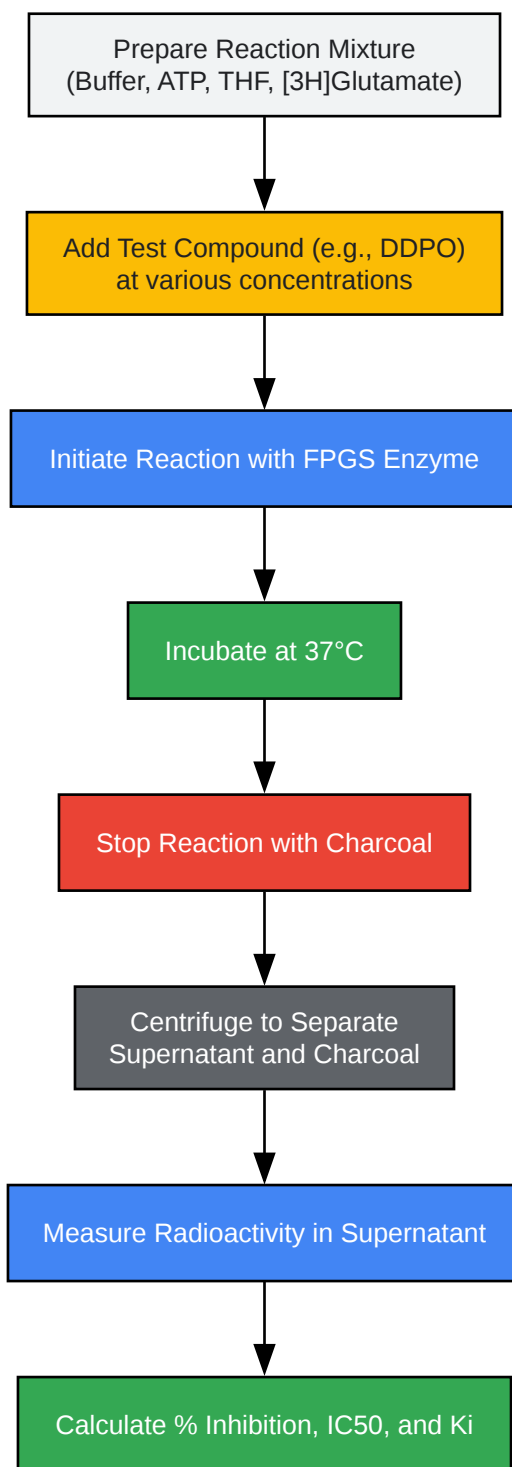 Prepare Reaction Mixture
(Buffer, ATP, THF, [3H]Glutamate)
Add Test Compound (e.g., DDPO)
at various concentrations
Initiate Reaction with FPGS Enzyme
Incubate at 37°C
Stop Reaction with Charcoal
Centrifuge to Separate
Supernatant and Charcoal
Measure Radioactivity in Supernatant
Calculate % Inhibition, IC50, and Ki